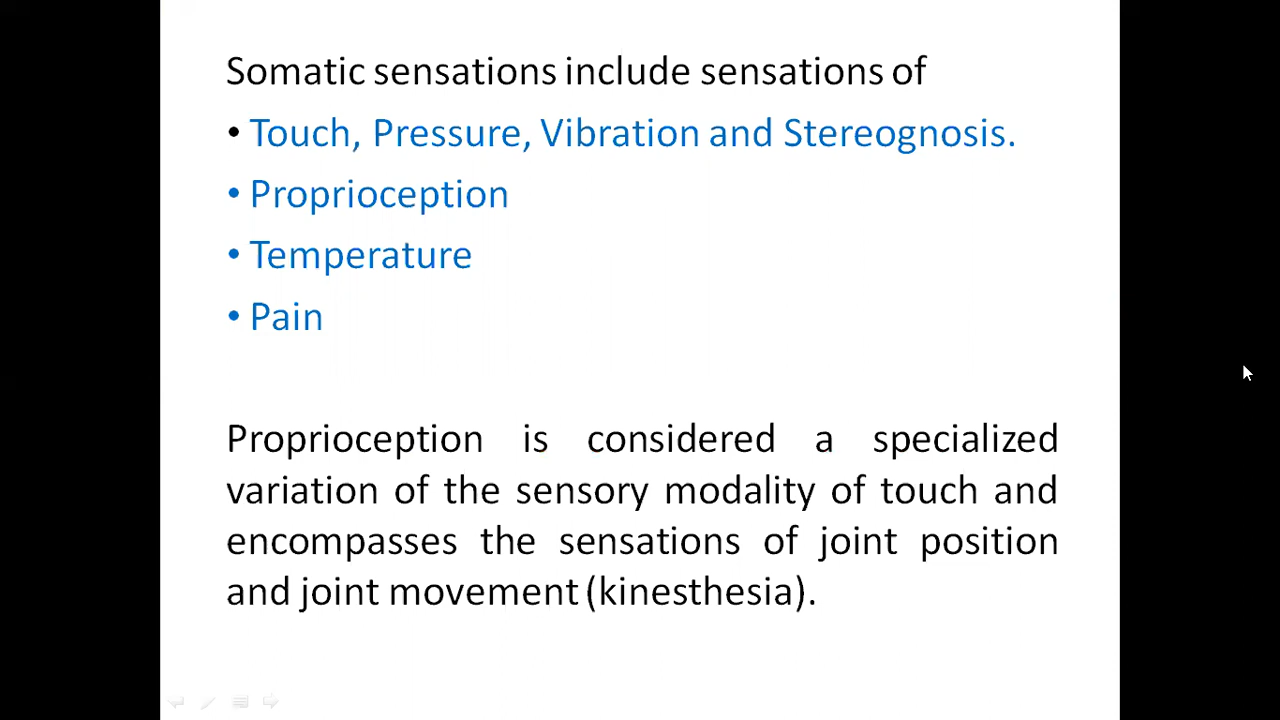 Somatic sensations include sensations of
• Touch, Pressure, Vibration and Stereognosis.
• Proprioception
• Temperature
• Pain
Proprioception is considered a specialized
variation of the sensory modality of touch and
encompasses the sensations of joint position
and joint movement (kinesthesia).